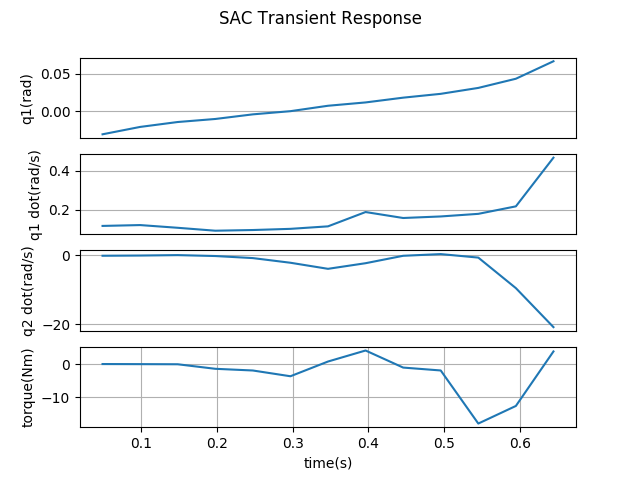 SAC Transient Response
q1(rad)
0.05
0.00
q1 dot(rad/s)
0.4
0.2
q2 dot(rad/s)
0
−20
torque(Nm)
0
−10
0.1 0.2 0.3 0.4 0.5 0.6
time(s)